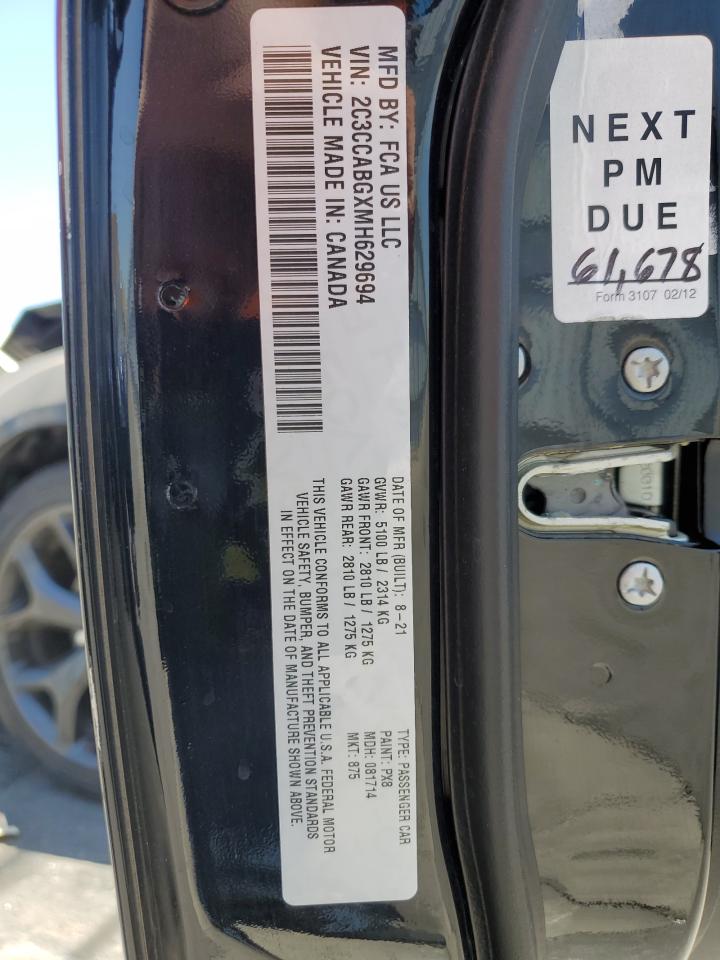 MFD BY: FCA US LLC
VIN: 2C3CCABGXMH629694
VEHICLE MADE IN: CANADA
DATE OF MFR (BUILT): 8-21
GVWR: 5100 LB / 2314 KG
GAWR FRONT: 2810 LB / 1275 KG
GAWR REAR: 2810 LB / 1275 KG
TYPE: PASSENGER CAR
PAINT: PX8
MDH: 081714
MKT: 875
THIS VEHICLE CONFORMS TO ALL APPLICABLE U.S.A. FEDERAL MOTOR
VEHICLE SAFETY, BUMPER, AND THEFT PREVENTION STANDARDS
IN EFFECT ON THE DATE OF MANUFACTURE SHOWN ABOVE.
NEXT
PM
DUE
61,678
Form 3107 02/12